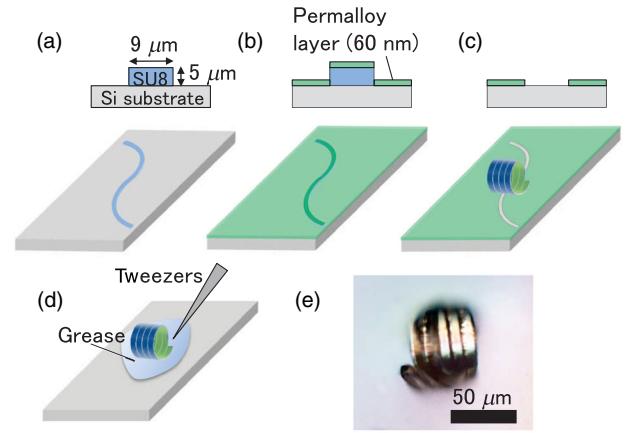 (a)
9 μm
SU8
5 μm
Si substrate
(b)
Permalloy
layer (60 nm)
(c)
(d)
Tweezers
Grease
(e)
50 μm